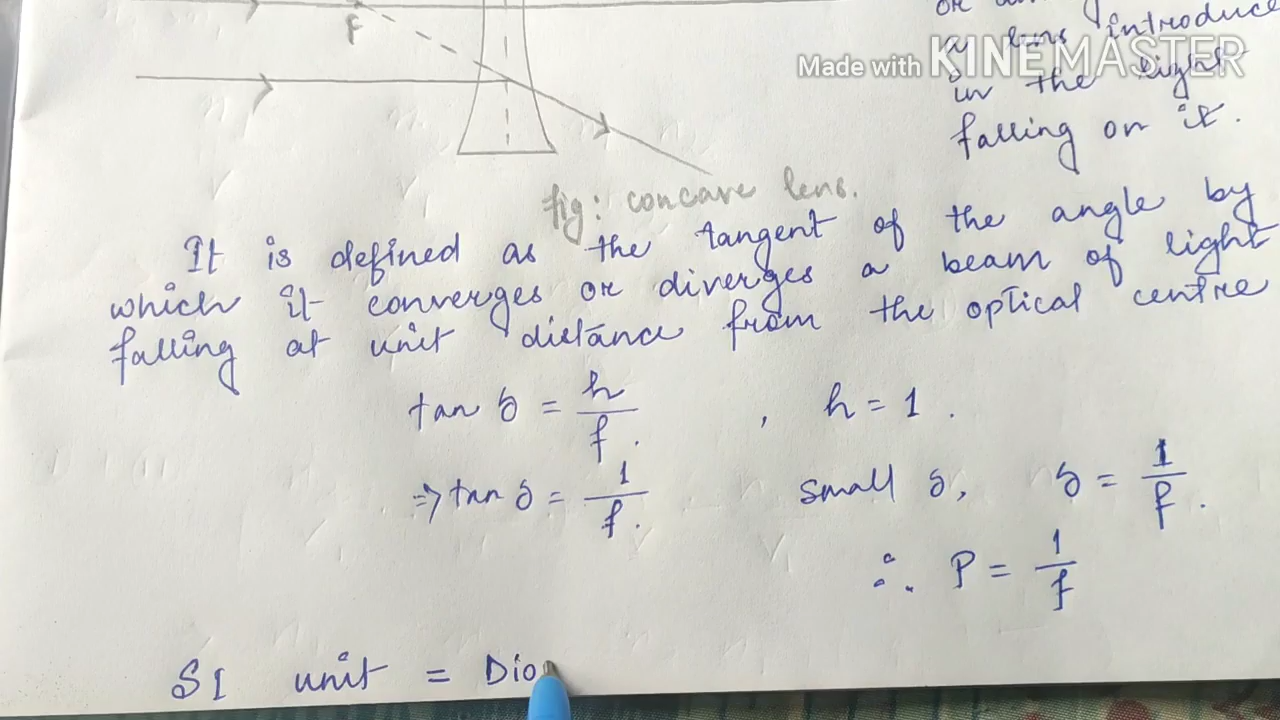 a lens introduce
Made with KINEMASTER
in the light
falling on it.
F
fig: concave lens.
It is defined as the tangent of the angle by
which it converges or diverges a beam of light
falling at unit distance from the optical centre
tan δ = h/f. , h = 1.
⇒ tan δ = 1/f. small δ, δ = 1/f.
∴ P = 1/f
SI unit = Dio